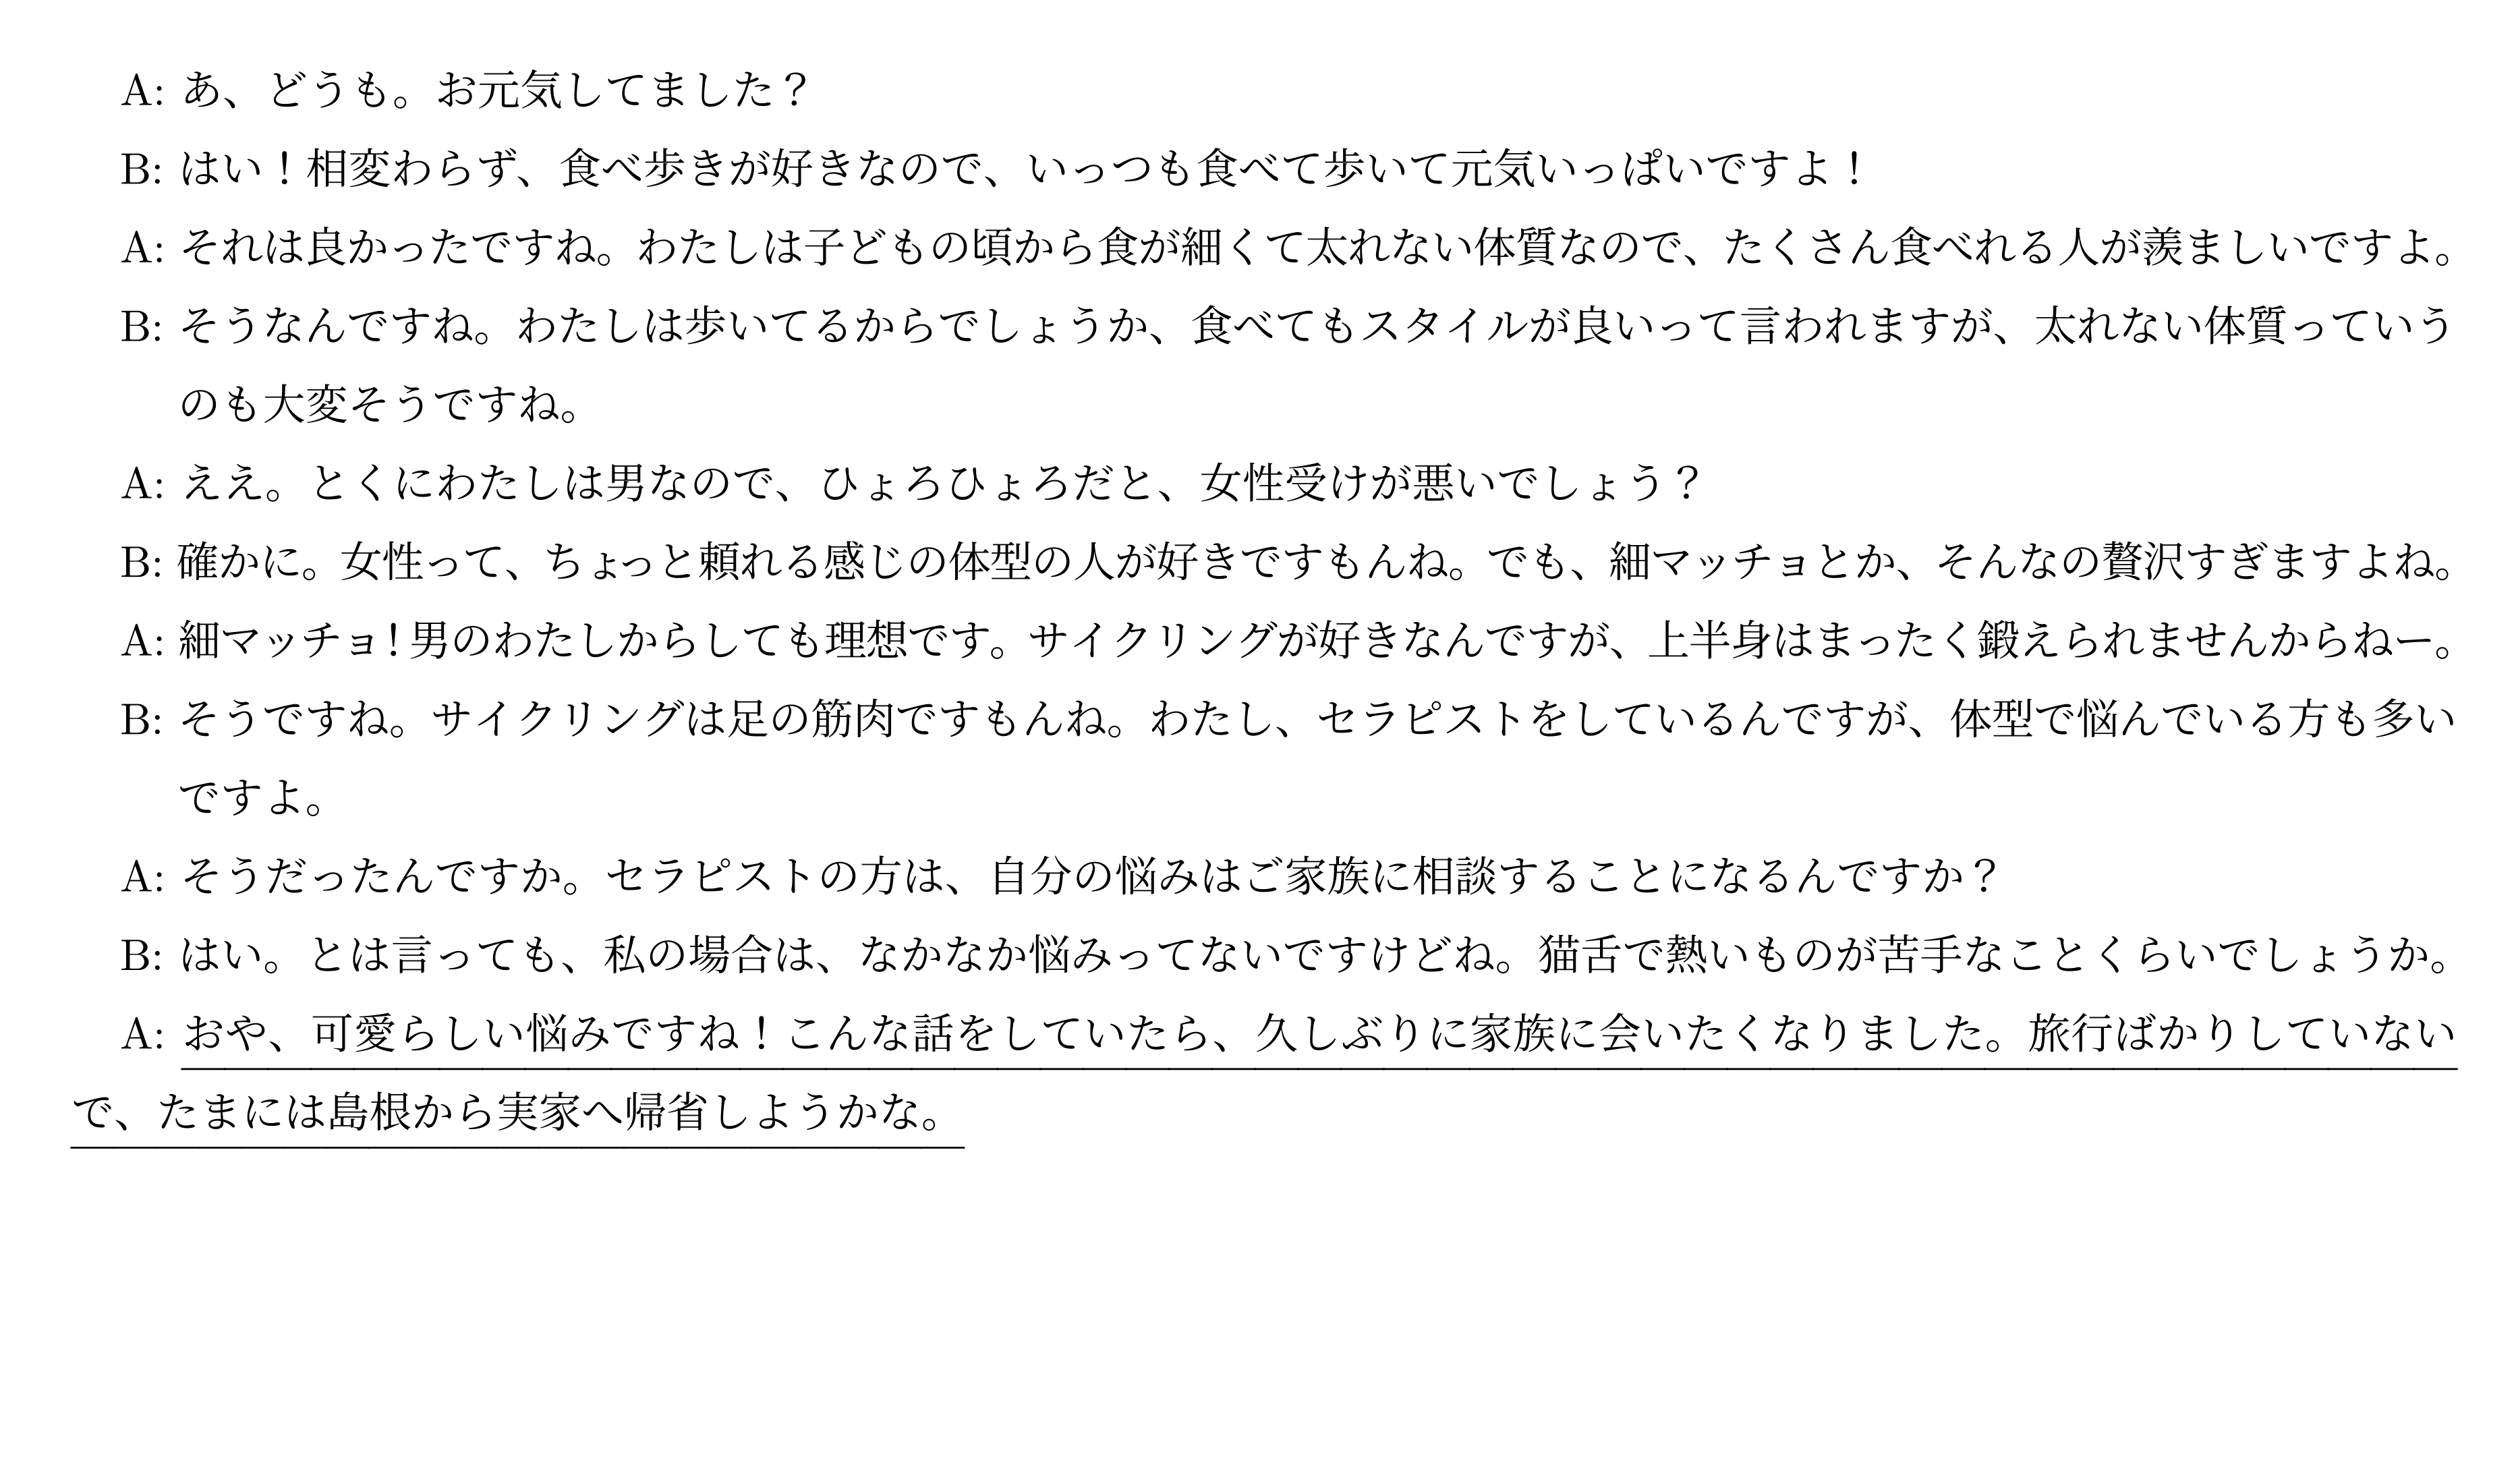 A: あ、どうも。お元気してました？
B: はい！相変わらず、食べ歩きが好きなので、いっつも食べて歩いて元気いっぱいですよ！
A: それは良かったですね。わたしは子どもの頃から食が細くて太れない体質なので、たくさん食べれる人が羨ましいですよ。
B: そうなんですね。わたしは歩いてるからでしょうか、食べてもスタイルが良いって言われますが、太れない体質っていう
のも大変そうですね。
A: ええ。とくにわたしは男なので、ひょろひょろだと、女性受けが悪いでしょう？
B: 確かに。女性って、ちょっと頼れる感じの体型の人が好きですもんね。でも、細マッチョとか、そんなの贅沢すぎますよね。
A: 細マッチョ！男のわたしからしても理想です。サイクリングが好きなんですが、上半身はまったく鍛えられませんからねー。
B: そうですね。サイクリングは足の筋肉ですもんね。わたし、セラピストをしているんですが、体型で悩んでいる方も多い
ですよ。
A: そうだったんですか。セラピストの方は、自分の悩みはご家族に相談することになるんですか？
B: はい。とは言っても、私の場合は、なかなか悩みってないですけどね。猫舌で熱いものが苦手なことくらいでしょうか。
A: おや、可愛らしい悩みですね！こんな話をしていたら、久しぶりに家族に会いたくなりました。旅行ばかりしていない
で、たまには島根から実家へ帰省しようかな。